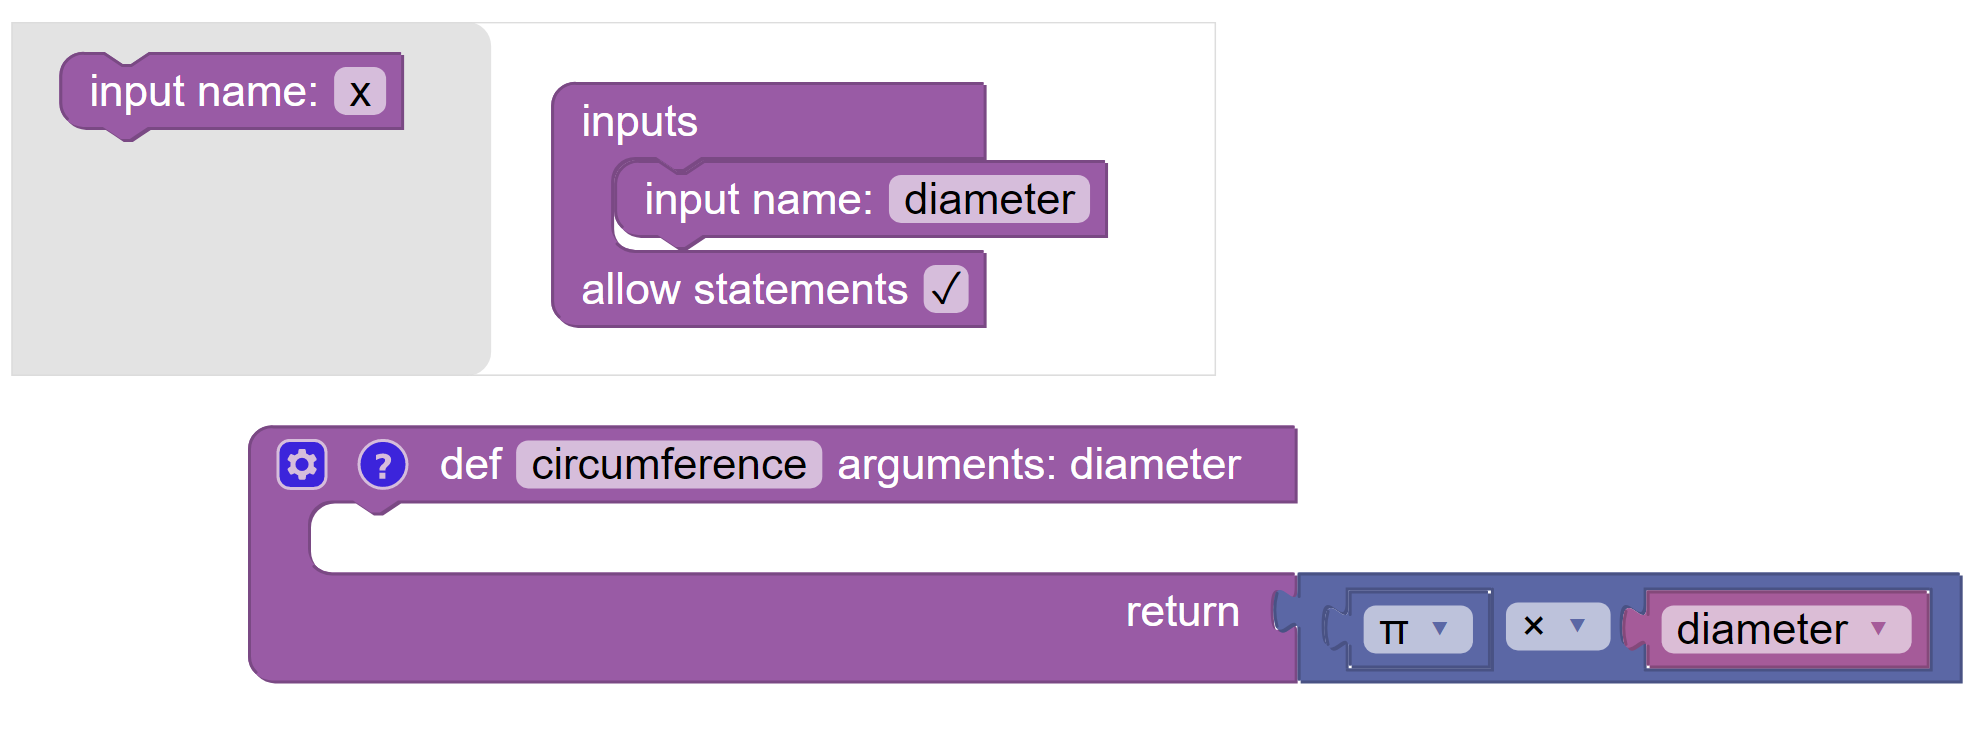 input name: x
inputs
input name: diameter
allow statements ✓
? def circumference arguments: diameter
return π × diameter